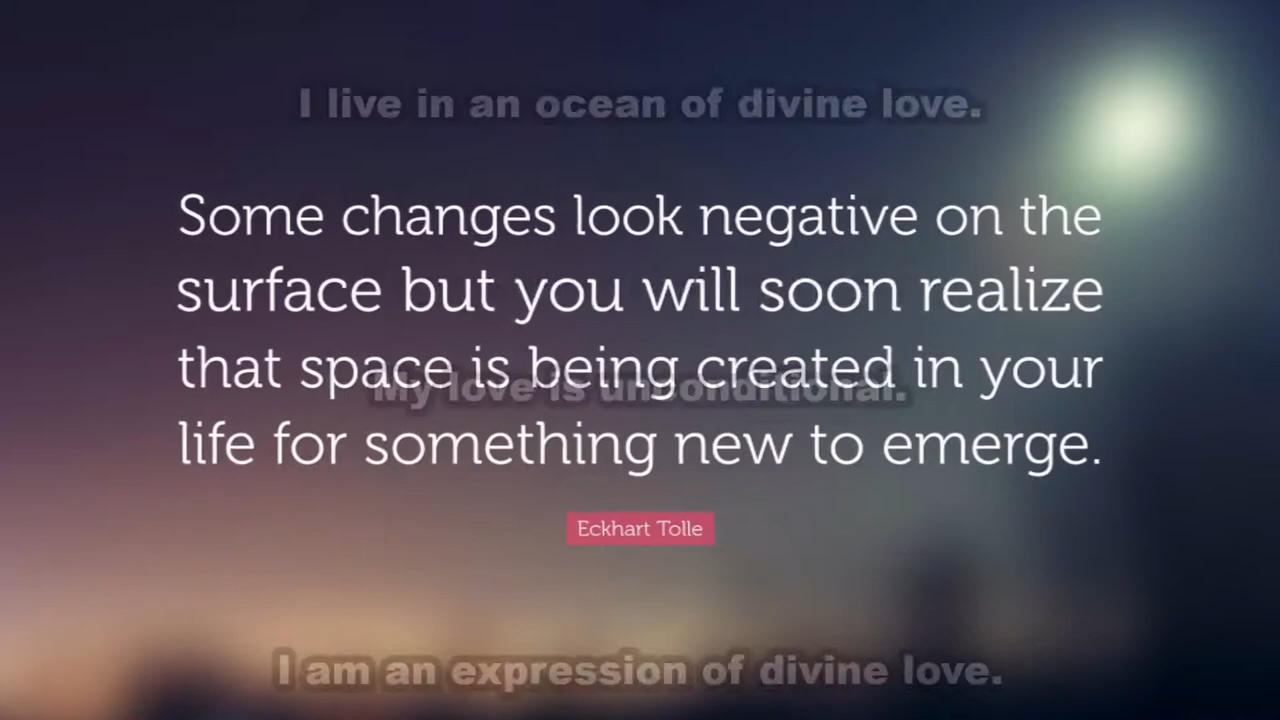 I live in an ocean of divine love.
Some changes look negative on the
surface but you will soon realize
that space is being created in your
My love is unconditional.
life for something new to emerge.
Eckhart Tolle
I am an expression of divine love.